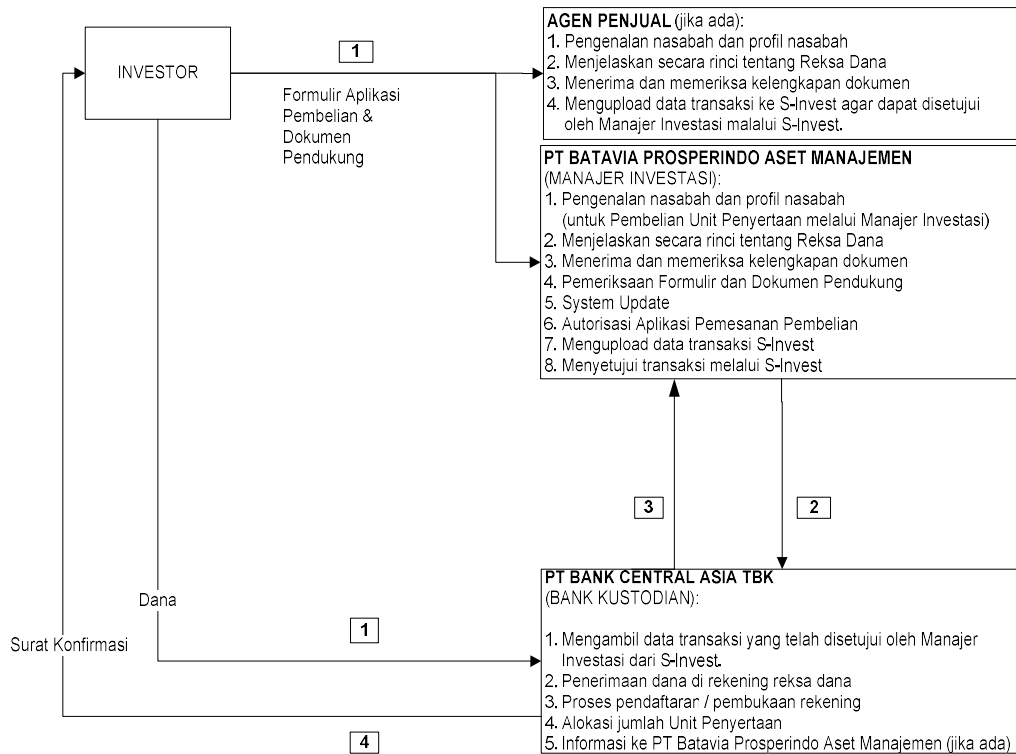 INVESTOR
1
Formulir Aplikasi
Pembelian &
Dokumen
Pendukung
AGEN PENJUAL (jika ada):
1. Pengenalan nasabah dan profil nasabah
2. Menjelaskan secara rinci tentang Reksa Dana
3. Menerima dan memeriksa kelengkapan dokumen
4. Mengupload data transaksi ke S-Invest agar dapat disetujui
oleh Manajer Investasi malalui S-Invest.
PT BATAVIA PROSPERINDO ASET MANAJEMEN
(MANAJER INVESTASI):
1. Pengenalan nasabah dan profil nasabah
(untuk Pembelian Unit Penyertaan melalui Manajer Investasi)
2. Menjelaskan secara rinci tentang Reksa Dana
3. Menerima dan memeriksa kelengkapan dokumen
4. Pemeriksaan Formulir dan Dokumen Pendukung
5. System Update
6. Autorisasi Aplikasi Pemesanan Pembelian
7. Mengupload data transaksi S-Invest
8. Menyetujui transaksi melalui S-Invest
3
2
Dana
Surat Konfirmasi
1
4
PT BANK CENTRAL ASIA TBK
(BANK KUSTODIAN):
1. Mengambil data transaksi yang telah disetujui oleh Manajer
Investasi dari S-Invest.
2. Penerimaan dana di rekening reksa dana
3. Proses pendaftaran / pembukaan rekening
4. Alokasi jumlah Unit Penyertaan
5. Informasi ke PT Batavia Prosperindo Aset Manajemen (jika ada)